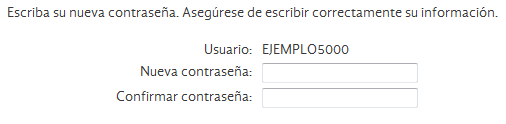 Escriba su nueva contraseña. Asegúrese de escribir correctamente su información.
Usuario: EJEMPLO5000
Nueva contraseña:
Confirmar contraseña: